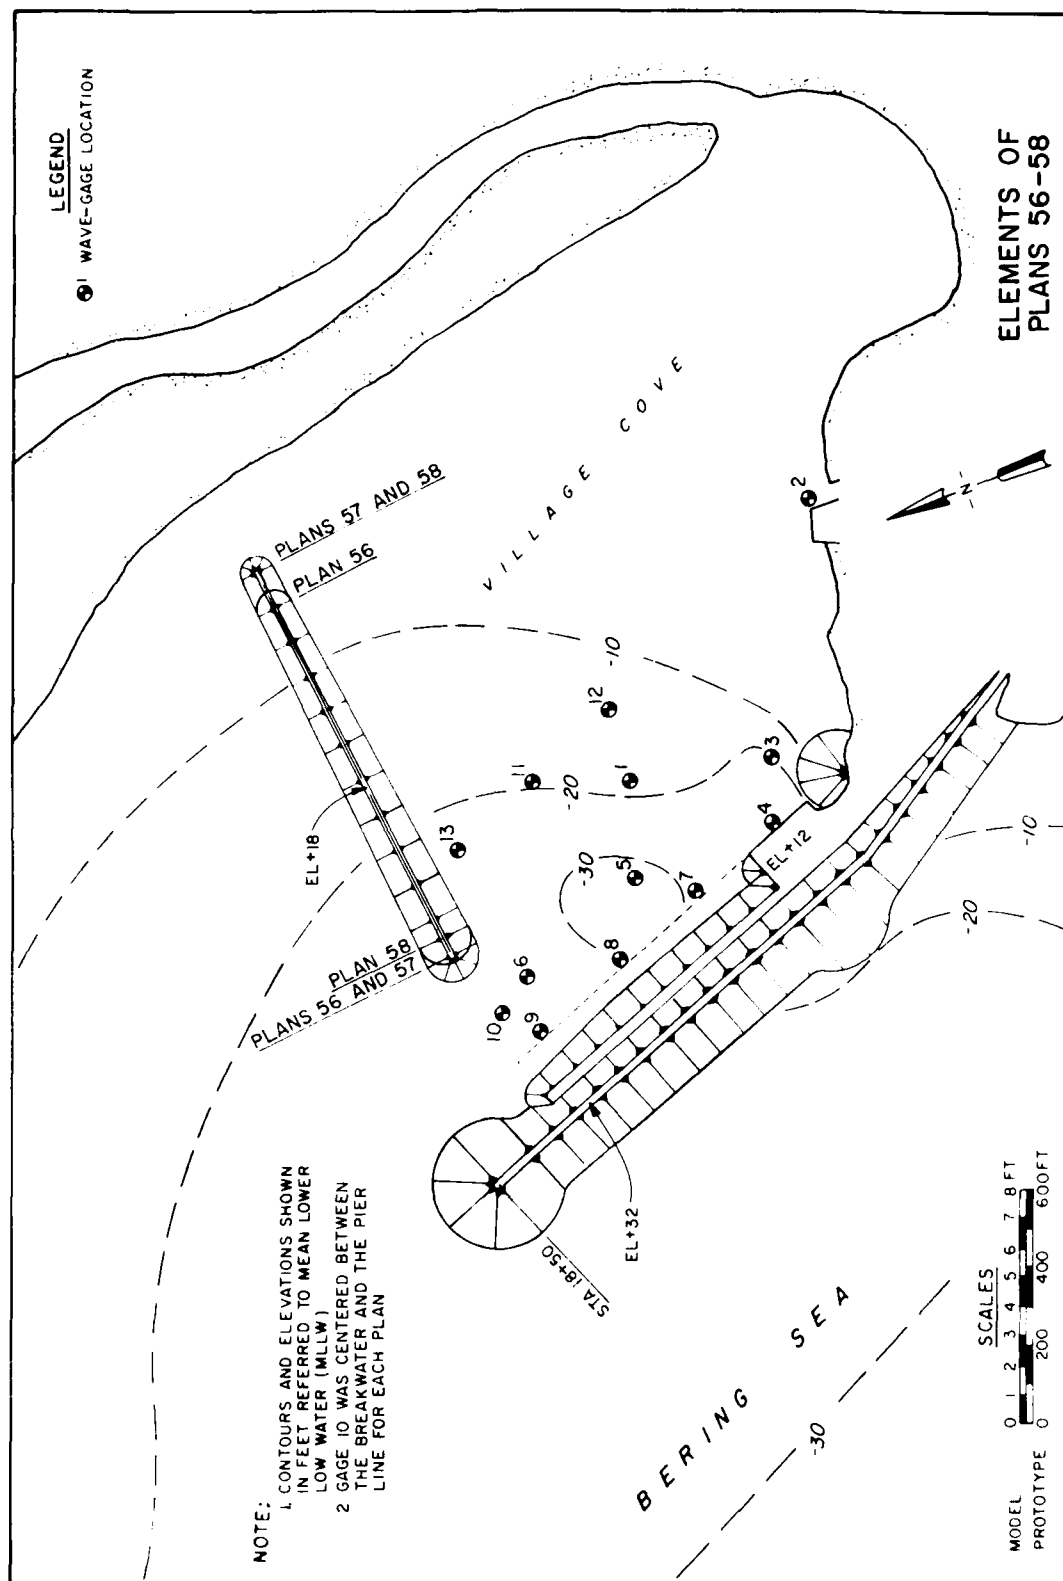 LEGEND
1 WAVE-GAGE LOCATION
PLANS 57 AND 58
PLAN 56
VILLAGE COVE
EL+18
PLAN 58
PLANS 56 AND 57
-10
-20
-30
13
11
12
1
2
3
4
5
6
7
8
9
10
EL+12
-N-
-10
-20
STA 18+50
EL+32
BERING SEA
-30
NOTE:
1. CONTOURS AND ELEVATIONS SHOWN
IN FEET REFERRED TO MEAN LOWER
LOW WATER (MLLW)
2 GAGE 10 WAS CENTERED BETWEEN
THE BREAKWATER AND THE PIER
LINE FOR EACH PLAN
SCALES
MODEL 0 1 2 3 4 5 6 7 8 FT
PROTOTYPE 0 200 400 600FT
ELEMENTS OF
PLANS 56-58